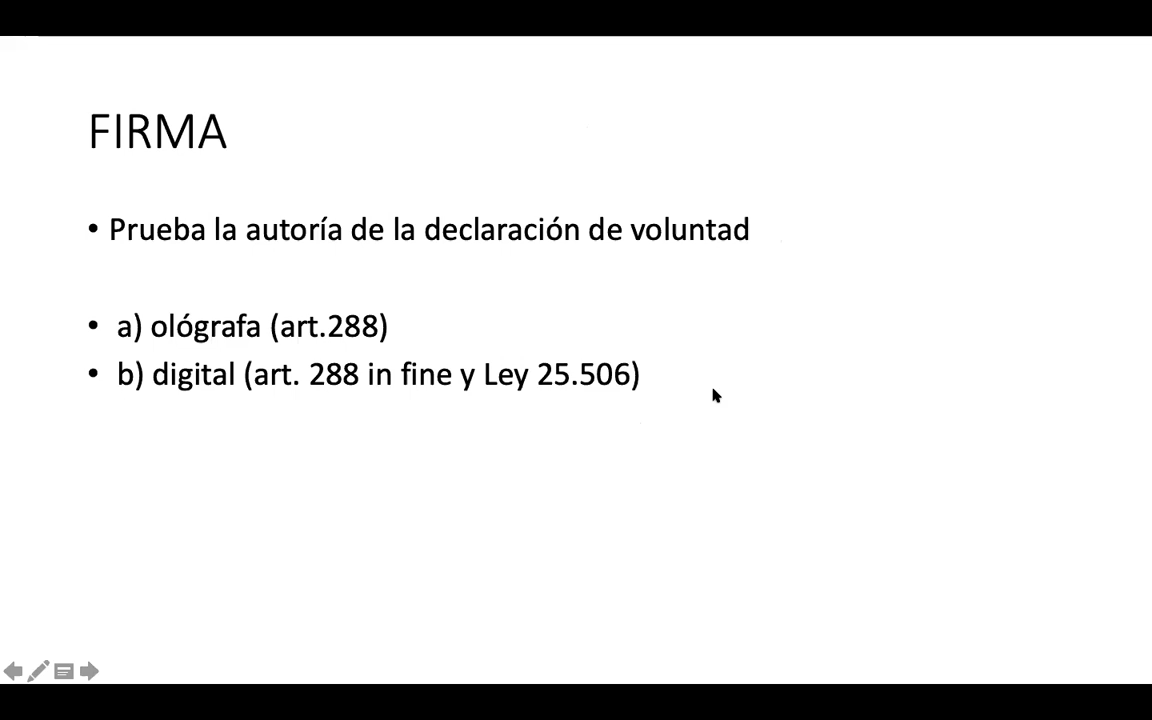 FIRMA
• Prueba la autoría de la declaración de voluntad
• a) ológrafa (art.288)
• b) digital (art. 288 in fine y Ley 25.506)